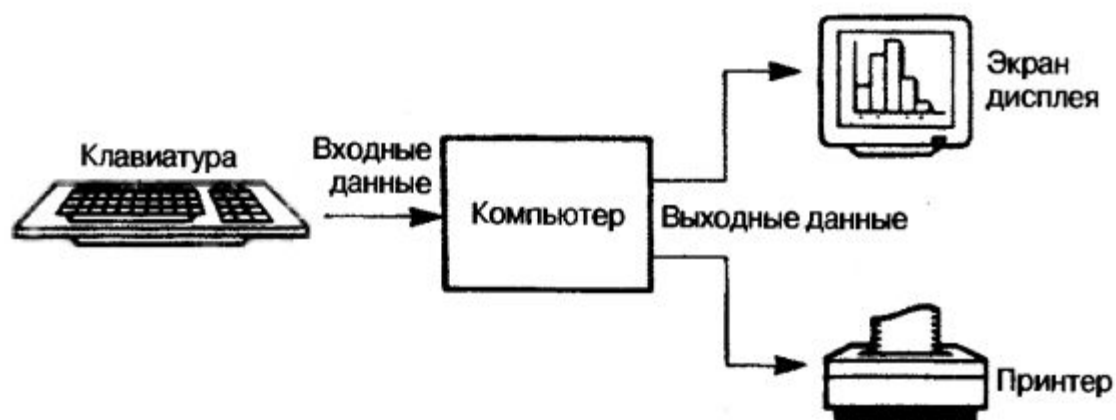 Клавиатура
Входные
данные
Компьютер
Выходные данные
Экран
дисплея
Принтер